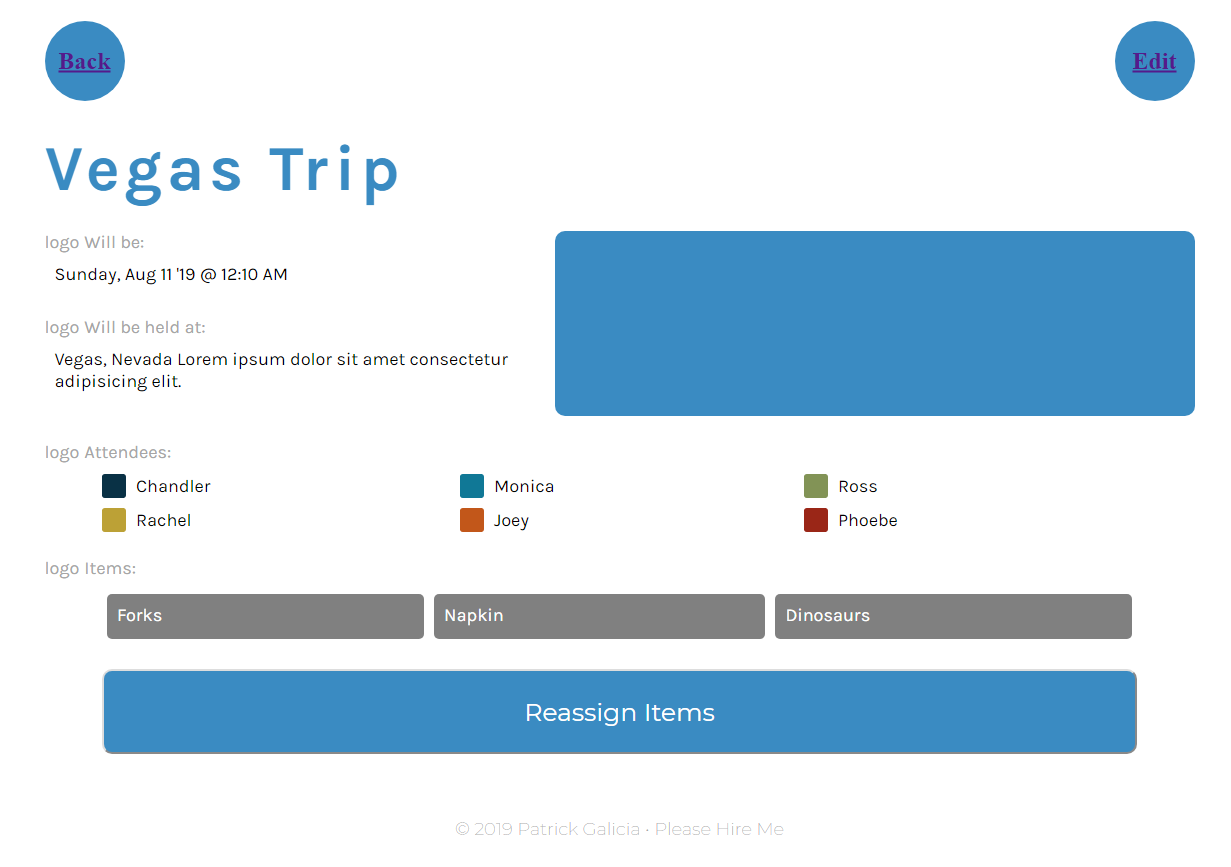 Back
Edit
Vegas Trip
logo Will be:
Sunday, Aug 11 '19 @ 12:10 AM
logo Will be held at:
Vegas, Nevada Lorem ipsum dolor sit amet consectetur
adipisicing elit.
logo Attendees:
Chandler Monica Ross
Rachel Joey Phoebe
logo Items:
Forks Napkin Dinosaurs
Reassign Items
© 2019 Patrick Galicia · Please Hire Me